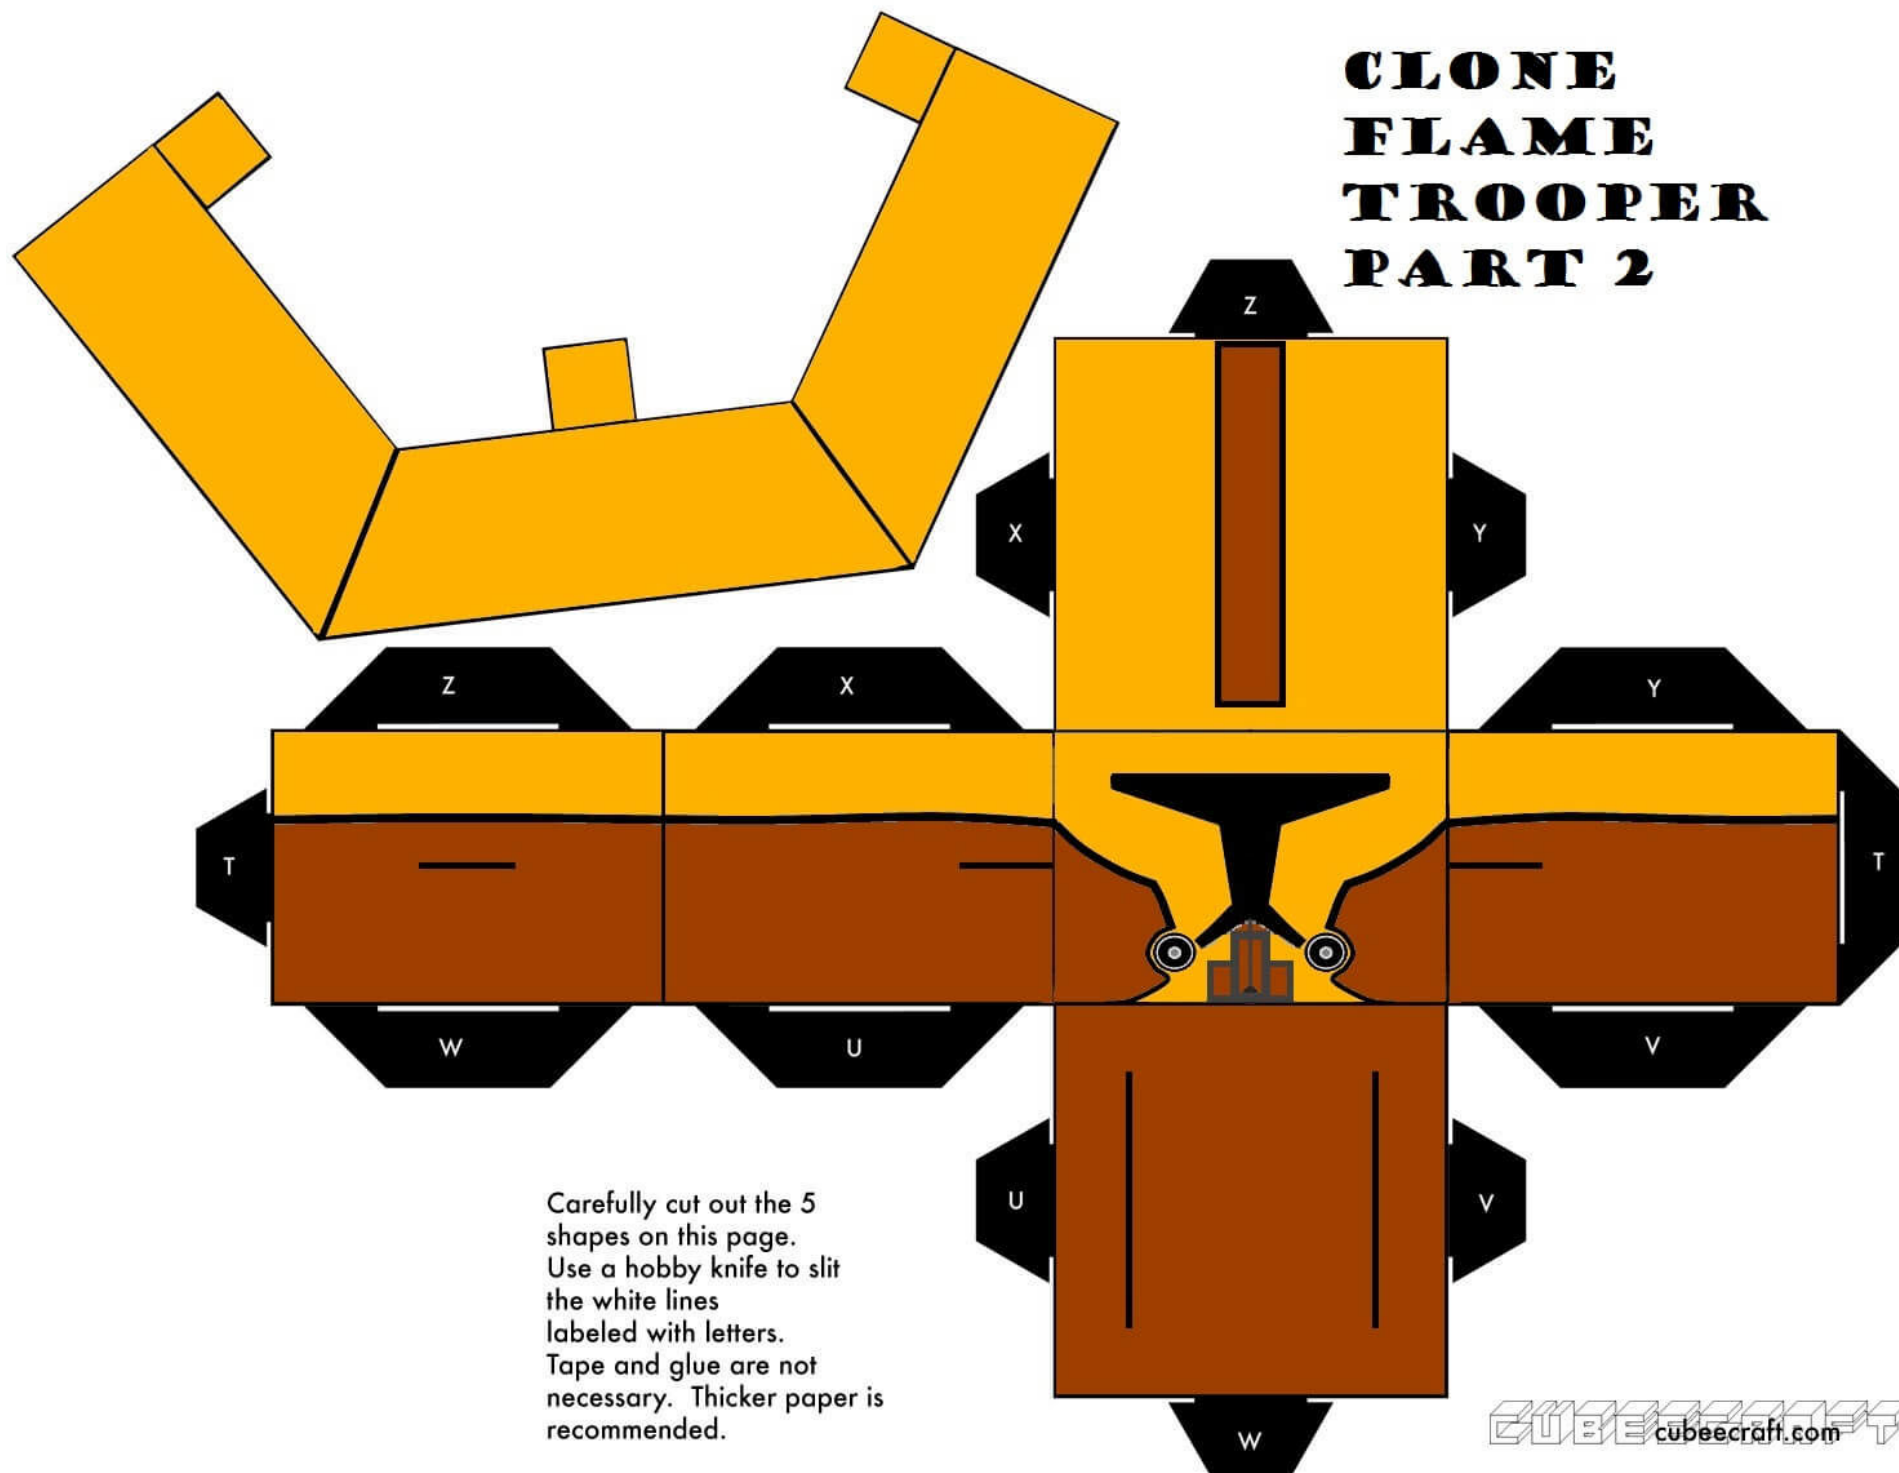 CLONE
FLAME
TROOPER
PART 2
Z
X
Y
Z
X
Y
T
T
W
U
V
U
V
W
Carefully cut out the 5
shapes on this page.
Use a hobby knife to slit
the white lines
labeled with letters.
Tape and glue are not
necessary. Thicker paper is
recommended.
CUBEECRAFT
cubeecraft.com